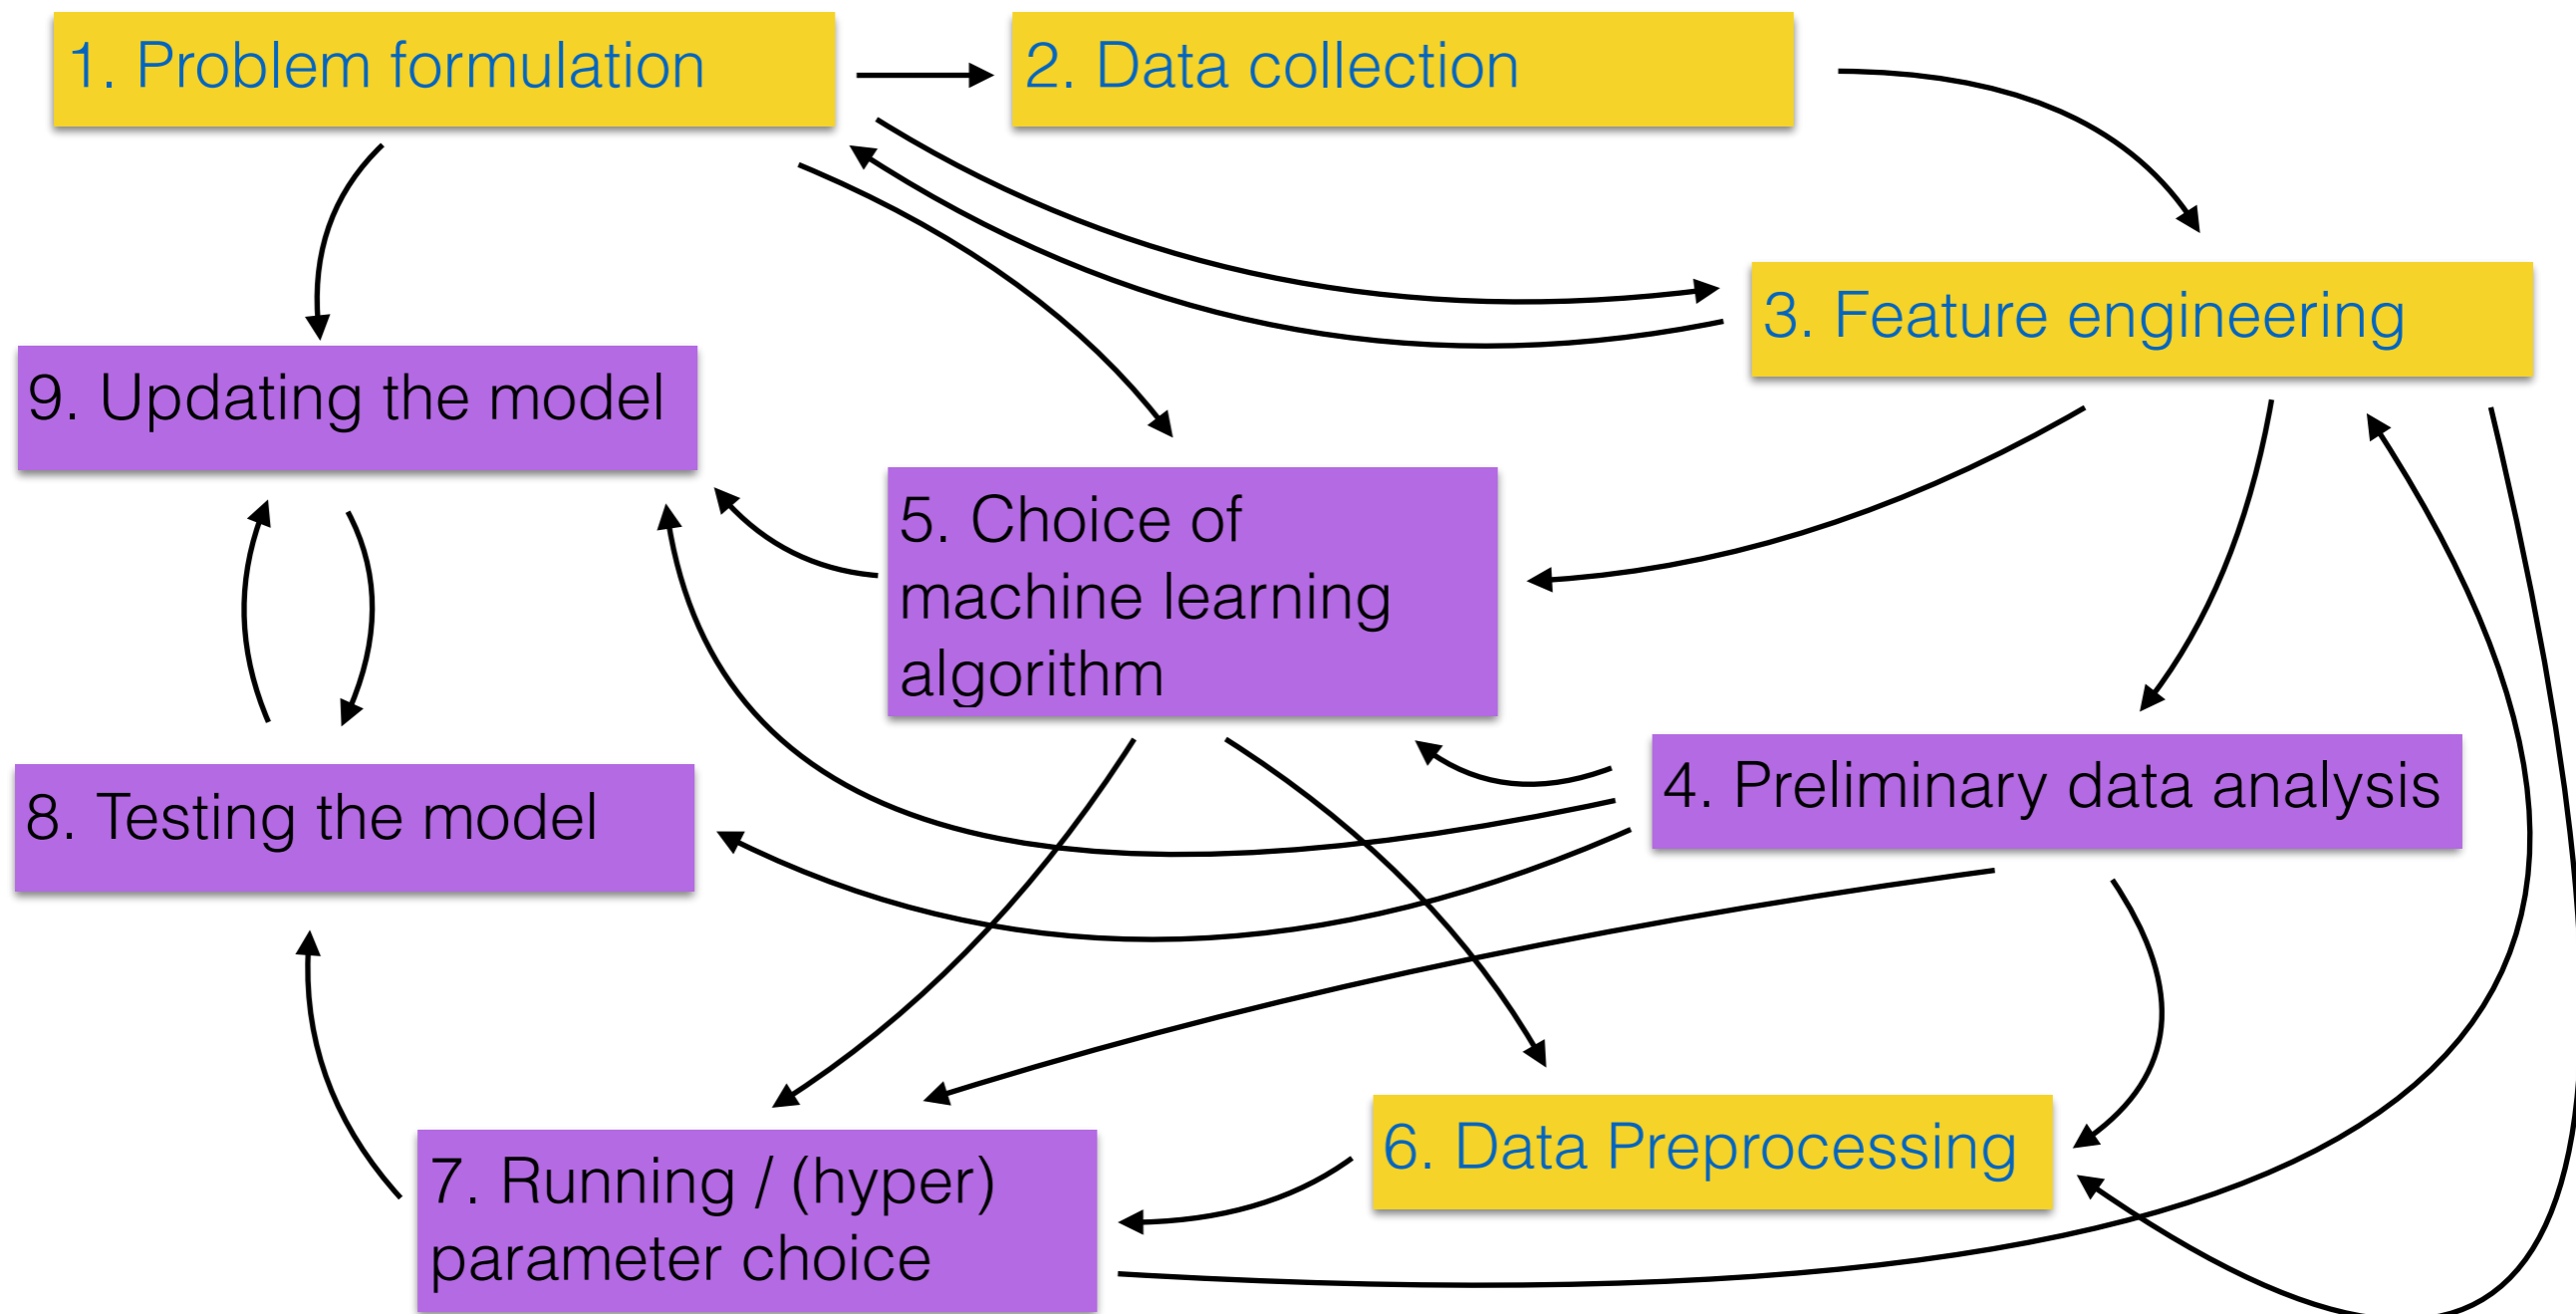 1. Problem formulation
2. Data collection
3. Feature engineering
9. Updating the model
5. Choice of
machine learning
algorithm
4. Preliminary data analysis
8. Testing the model
6. Data Preprocessing
7. Running / (hyper)
parameter choice